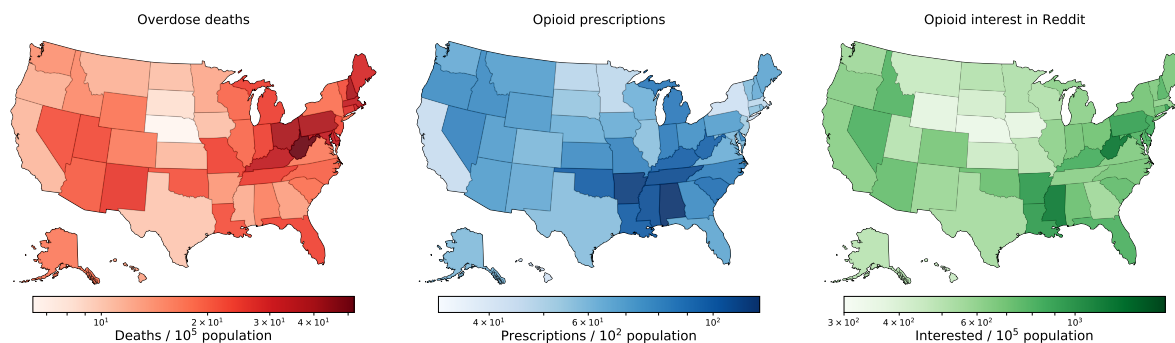 Overdose deaths
Opioid prescriptions
Opioid interest in Reddit
10¹
2 × 10¹
3 × 10¹
4 × 10¹
Deaths / 10⁵ population
4 × 10¹
6 × 10¹
10²
Prescriptions / 10² population
3 × 10²
4 × 10²
6 × 10²
10³
Interested / 10⁵ population